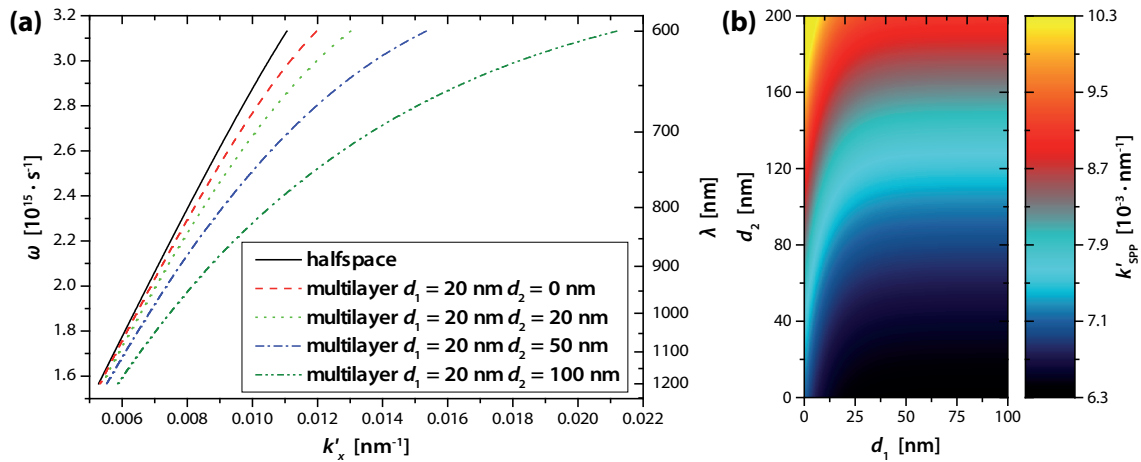 (a)
3.2
3.0
2.8
2.6
2.4
2.2
2.0
1.8
1.6
ω [10¹⁵ · s⁻¹]
0.006 0.008 0.010 0.012 0.014 0.016 0.018 0.020 0.022
k′ₓ [nm⁻¹]
halfspace
multilayer d₁ = 20 nm d₂ = 0 nm
multilayer d₁ = 20 nm d₂ = 20 nm
multilayer d₁ = 20 nm d₂ = 50 nm
multilayer d₁ = 20 nm d₂ = 100 nm
600
700
800
900
1000
1100
1200
λ [nm]
(b)
200
160
120
80
40
0
d₂ [nm]
0 25 50 75 100
d₁ [nm]
10.3
9.5
8.7
7.9
7.1
6.3
k′SPP [10⁻³ · nm⁻¹]